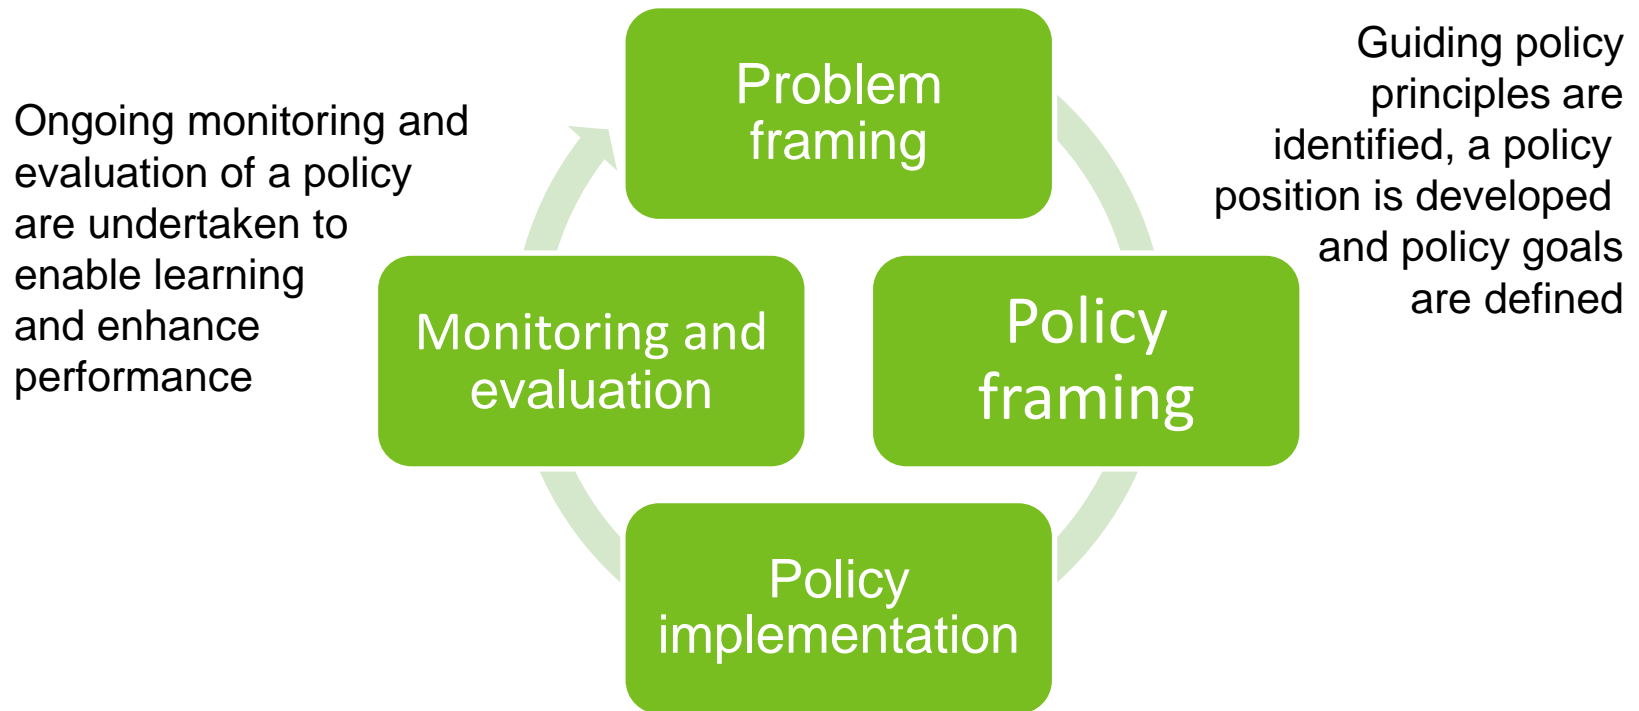 Problem
framing
Guiding policy
principles are
identified, a policy
position is developed
and policy goals
are defined
Ongoing monitoring and
evaluation of a policy
are undertaken to
enable learning
and enhance
performance
Monitoring and
evaluation
Policy
framing
Policy
implementation